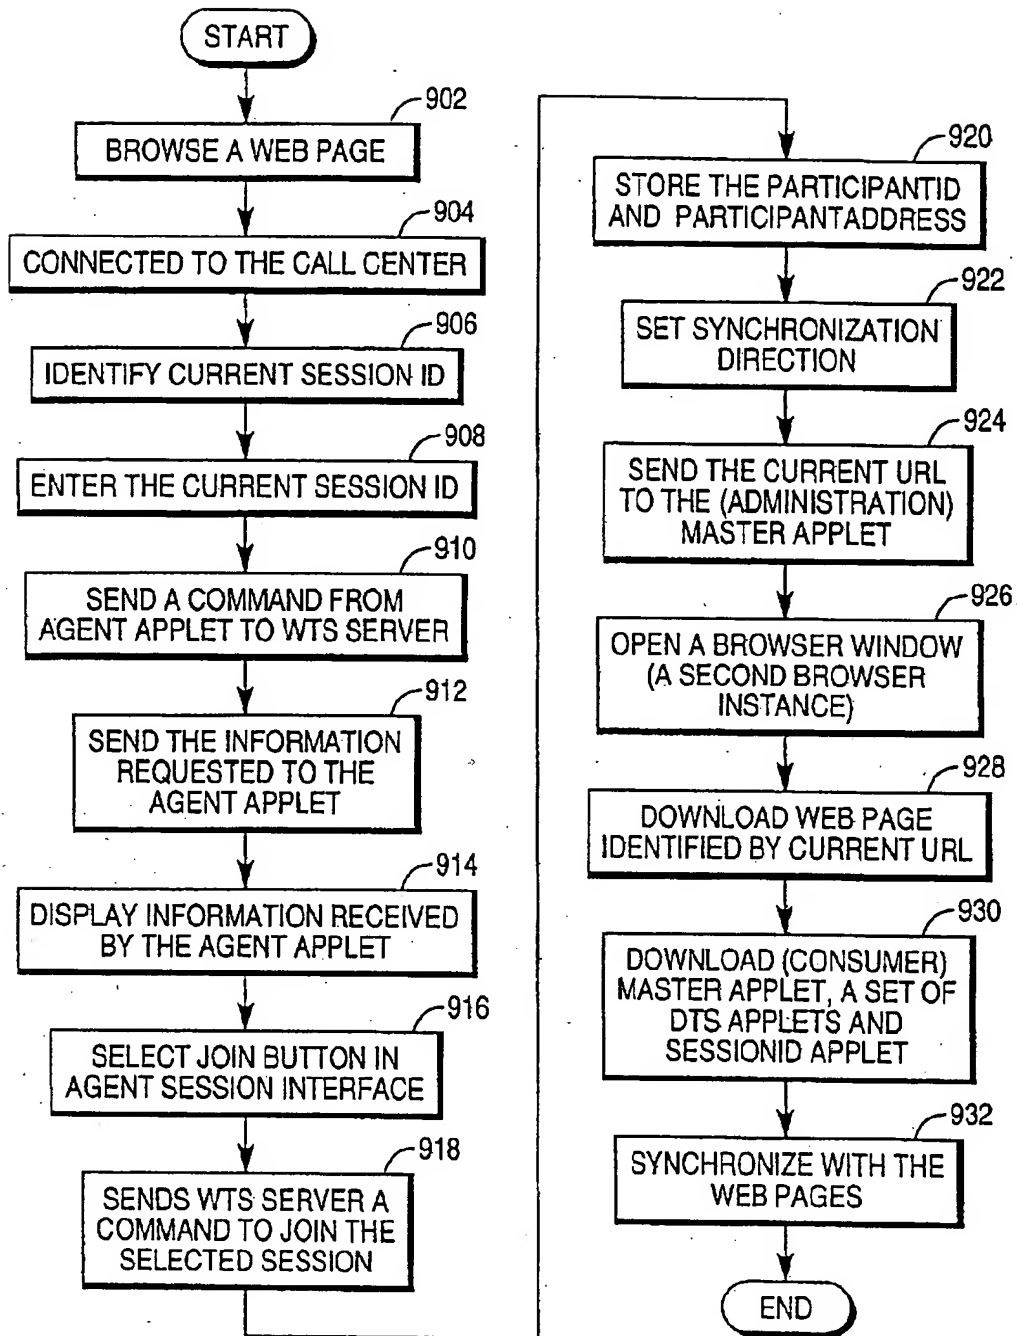 START
902
BROWSE A WEB PAGE
904
CONNECTED TO THE CALL CENTER
906
IDENTIFY CURRENT SESSION ID
908
ENTER THE CURRENT SESSION ID
910
SEND A COMMAND FROM
AGENT APPLET TO WTS SERVER
912
SEND THE INFORMATION
REQUESTED TO THE
AGENT APPLET
914
DISPLAY INFORMATION RECEIVED
BY THE AGENT APPLET
916
SELECT JOIN BUTTON IN
AGENT SESSION INTERFACE
918
SENDS WTS SERVER A
COMMAND TO JOIN THE
SELECTED SESSION
920
STORE THE PARTICIPANTID
AND PARTICIPANTADDRESS
922
SET SYNCHRONIZATION
DIRECTION
924
SEND THE CURRENT URL
TO THE (ADMINISTRATION)
MASTER APPLET
926
OPEN A BROWSER WINDOW
(A SECOND BROWSER
INSTANCE)
928
DOWNLOAD WEB PAGE
IDENTIFIED BY CURRENT URL
930
DOWNLOAD (CONSUMER)
MASTER APPLET, A SET OF
DTS APPLETS AND
SESSIONID APPLET
932
SYNCHRONIZE WITH THE
WEB PAGES
END